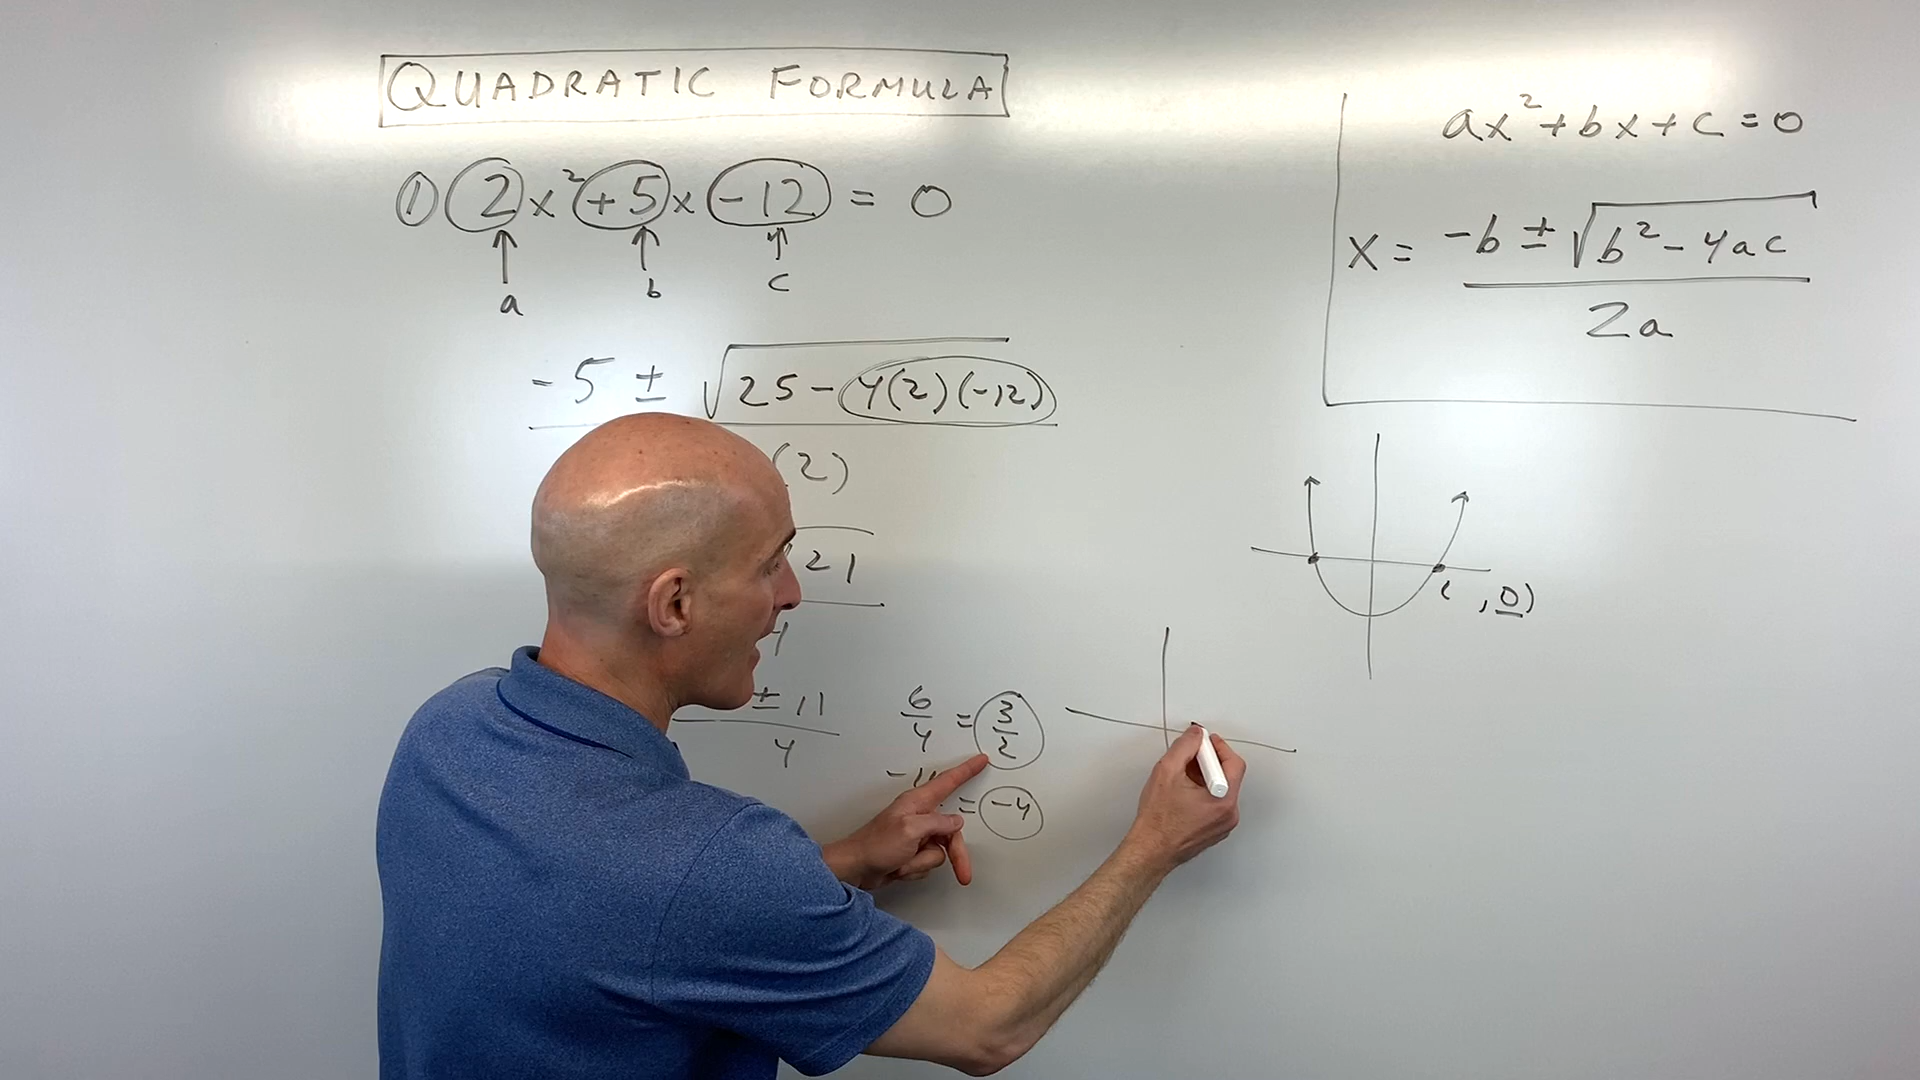 QUADRATIC FORMULA
① 2x² + 5x - 12 = 0
a b c
-5 ± √25 - 4(2)(-12)
(2)
21
4
± 11
4
6/4 = 3/2
= -4
ax² + bx + c = 0
x = -b ± √b² - 4ac
2a
( , 0)